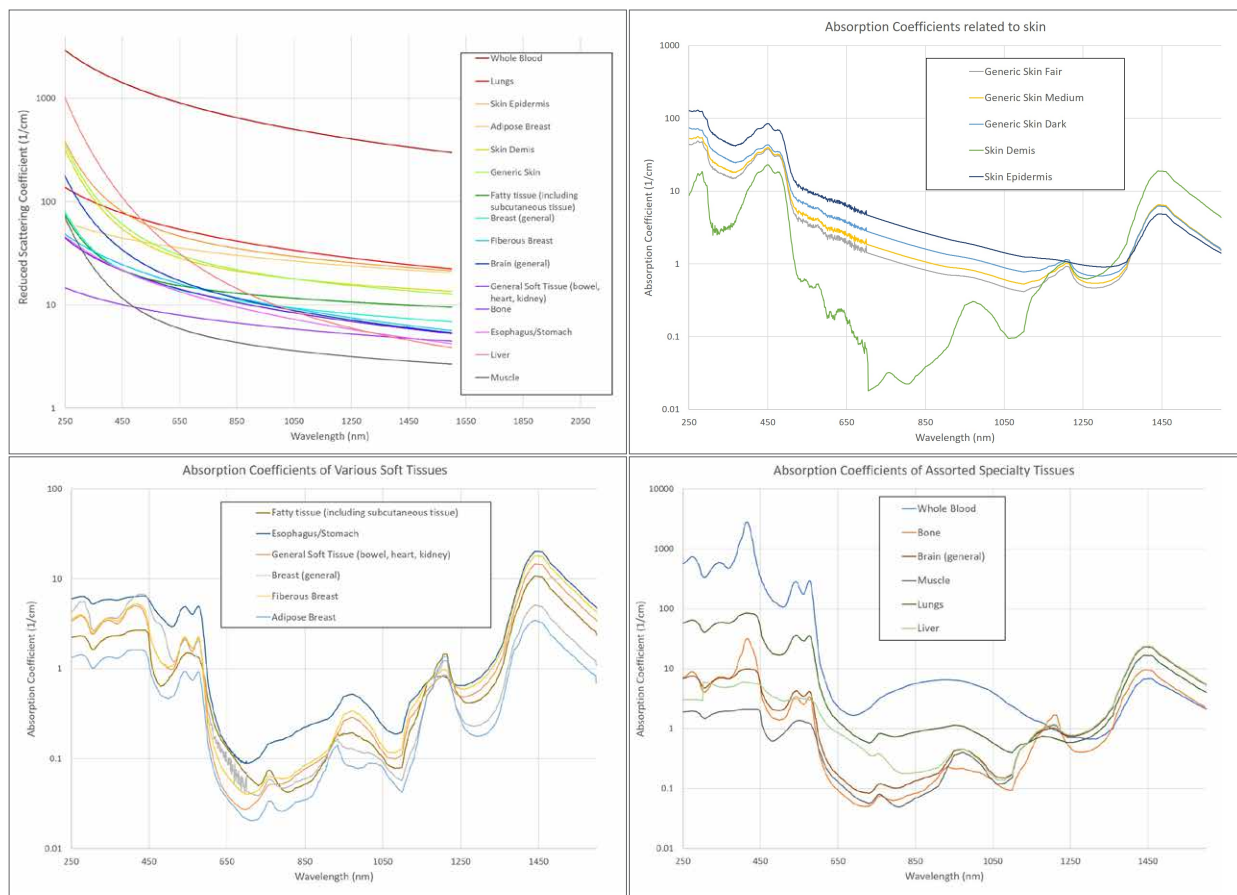 Reduced Scattering Coefficient (1/cm)
1000
100
10
1
250
450
650
850
1050
1250
1450
1650
1850
2050
Wavelength (nm)
Whole Blood
Lungs
Skin Epidermis
Adipose Breast
Skin Demis
Generic Skin
Fatty tissue (including
subcutaneous tissue)
Breast (general)
Fiberous Breast
Brain (general)
General Soft Tissue (bowel,
heart, kidney)
Bone
Esophagus/Stomach
Liver
Muscle
Absorption Coefficients related to skin
Absorption Coefficient (1/cm)
1000
100
10
1
0.1
0.01
250
450
650
850
1050
1250
1450
Wavelength (nm)
Generic Skin Fair
Generic Skin Medium
Generic Skin Dark
Skin Demis
Skin Epidermis
Absorption Coefficients of Various Soft Tissues
Absorption Coefficient (1/cm)
100
10
1
0.1
0.01
250
450
650
850
1050
1250
1450
Wavelength (nm)
Fatty tissue (including subcutaneous tissue)
Esophagus/Stomach
General Soft Tissue (bowel, heart, kidney)
Breast (general)
Fiberous Breast
Adipose Breast
Absorption Coefficients of Assorted Specialty Tissues
Absorption Coefficient (1/cm)
10000
1000
100
10
1
0.1
0.01
250
450
650
850
1050
1250
1450
Wavelength (nm)
Whole Blood
Bone
Brain (general)
Muscle
Lungs
Liver